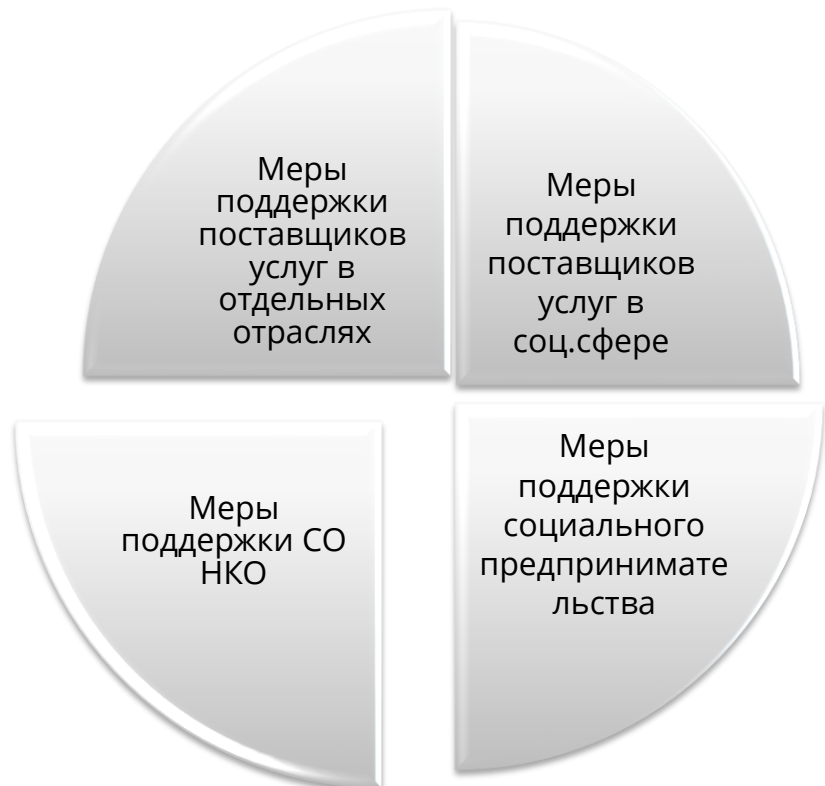 Меры
поддержки
поставщиков
услуг в
отдельных
отраслях
Меры
поддержки
поставщиков
услуг в
соц.сфере
Меры
поддержки СО
НКО
Меры
поддержки
социального
предпринимате
льства